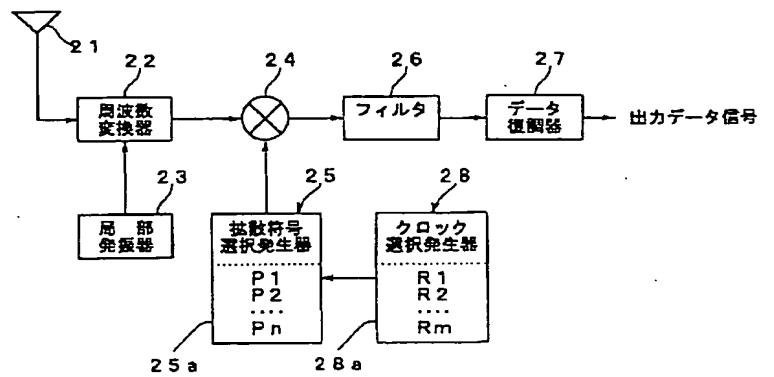 21
22
24
26
27
周波数
変換器
フィルタ
データ
復調器
出力データ信号
23
25
28
局　部
発振器
拡散符号
選択発生器
P1
P2
････
Pn
クロック
選択発生器
R1
R2
････
Rm
25a
28a